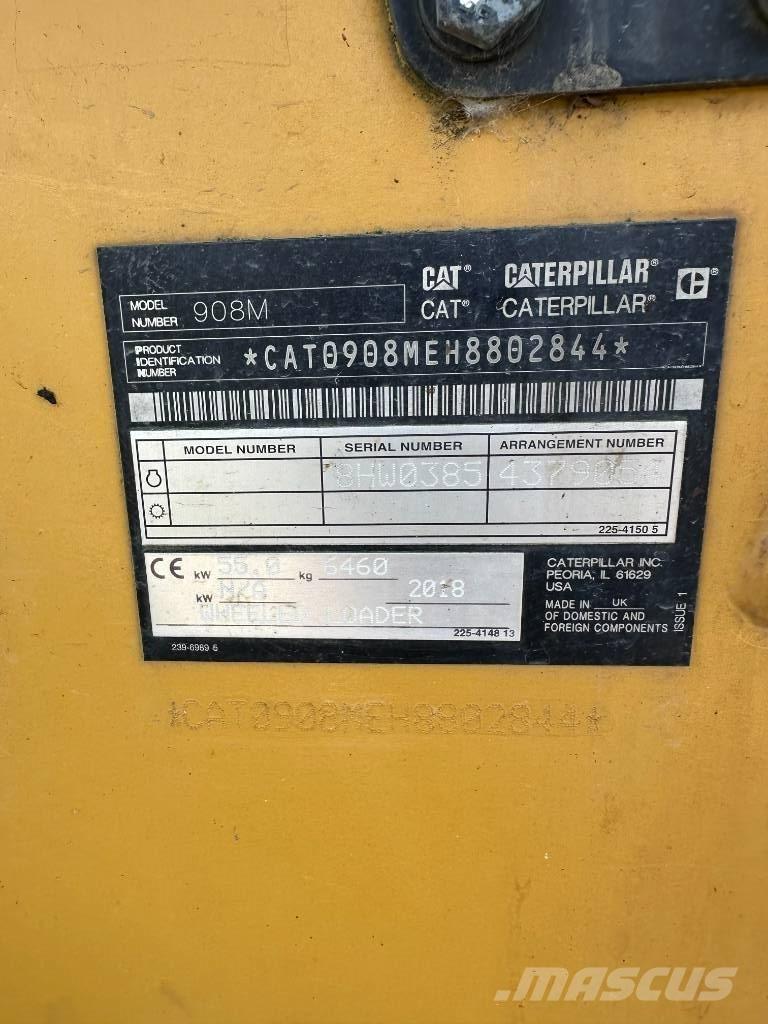 CAT® CATERPILLAR®
CAT® CATERPILLAR® C®
MODEL NUMBER 908M
PRODUCT IDENTIFICATION NUMBER *CAT0908MEH8802844*
MODEL NUMBER SERIAL NUMBER ARRANGEMENT NUMBER
8HW0385
225-4150 5
CE kW 55.0 kg 6460
kW N/A 2018
LOADER
225-4148 13
239-6969 6
CATERPILLAR INC.
PEORIA, IL 61629
USA
MADE IN UK
OF DOMESTIC AND
FOREIGN COMPONENTS
ISSUE 1
*CAT0908MEH8802844*
MASCUS